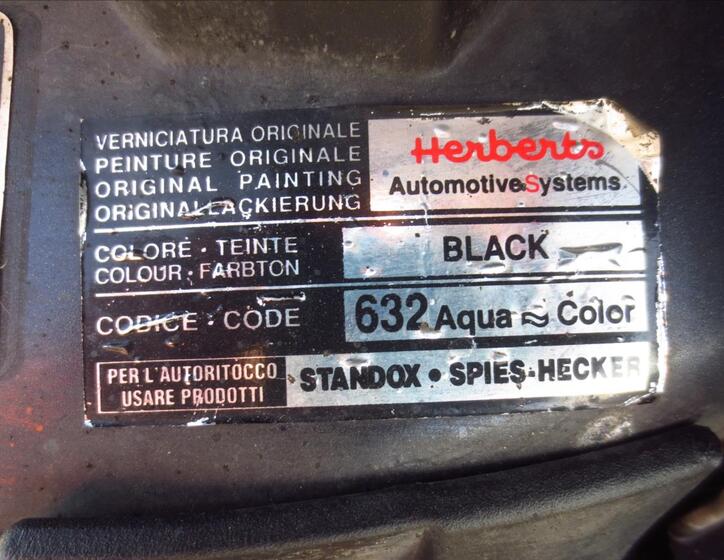 VERNICIATURA ORIGINALE
PEINTURE ORIGINALE
ORIGINAL PAINTING
ORIGINALLACKIERUNG
Herberts
Automotive Systems
COLORE · TEINTE
COLOUR · FARBTON
BLACK
CODICE · CODE
632 Aqua ≈ Color
PER L'AUTORITOCCO
USARE PRODOTTI
STANDOX • SPIES-HECKER